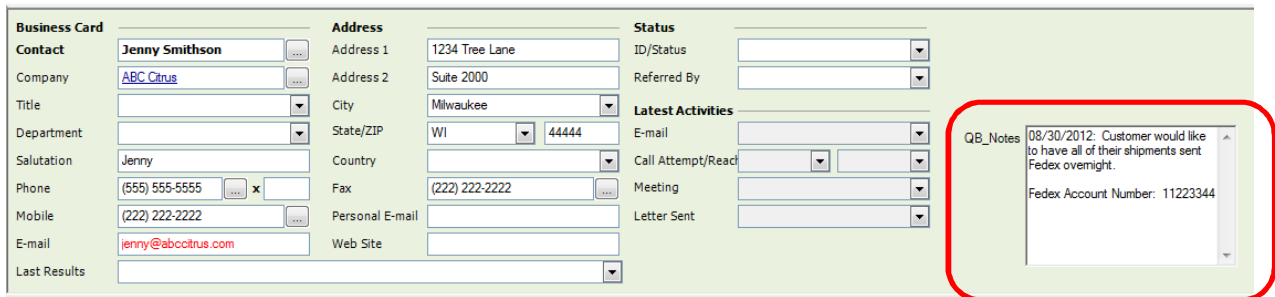 Business Card Address Status
Contact Jenny Smithson ... Address 1 1234 Tree Lane ID/Status
Company ABC Citrus ... Address 2 Suite 2000 Referred By
Title City Milwaukee Latest Activities
Department State/ZIP WI 44444 E-mail
Salutation Jenny Country Call Attempt/Reach
Phone (555) 555-5555 ... x Fax (222) 222-2222 ... Meeting
Mobile (222) 222-2222 ... Personal E-mail Letter Sent
E-mail jenny@abccitrus.com Web Site
Last Results
QB_Notes 08/30/2012: Customer would like
to have all of their shipments sent
Fedex overnight.
Fedex Account Number: 11223344